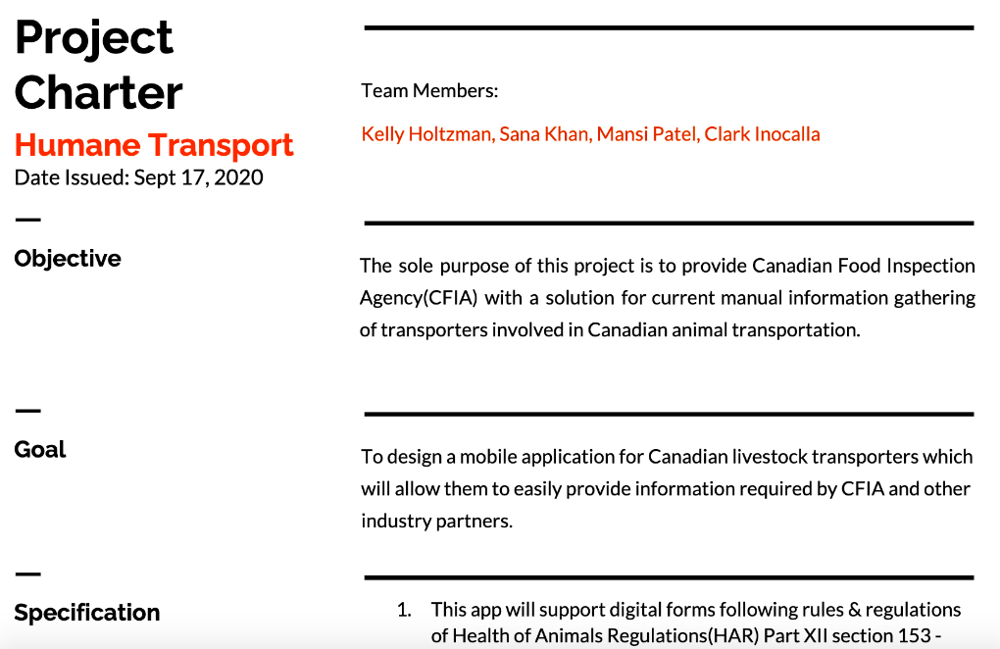 Project
Charter
Humane Transport
Date Issued: Sept 17, 2020
Team Members:
Kelly Holtzman, Sana Khan, Mansi Patel, Clark Inocalla
Objective
The sole purpose of this project is to provide Canadian Food Inspection
Agency(CFIA) with a solution for current manual information gathering
of transporters involved in Canadian animal transportation.
Goal
To design a mobile application for Canadian livestock transporters which
will allow them to easily provide information required by CFIA and other
industry partners.
Specification
1. This app will support digital forms following rules & regulations
of Health of Animals Regulations(HAR) Part XII section 153 -